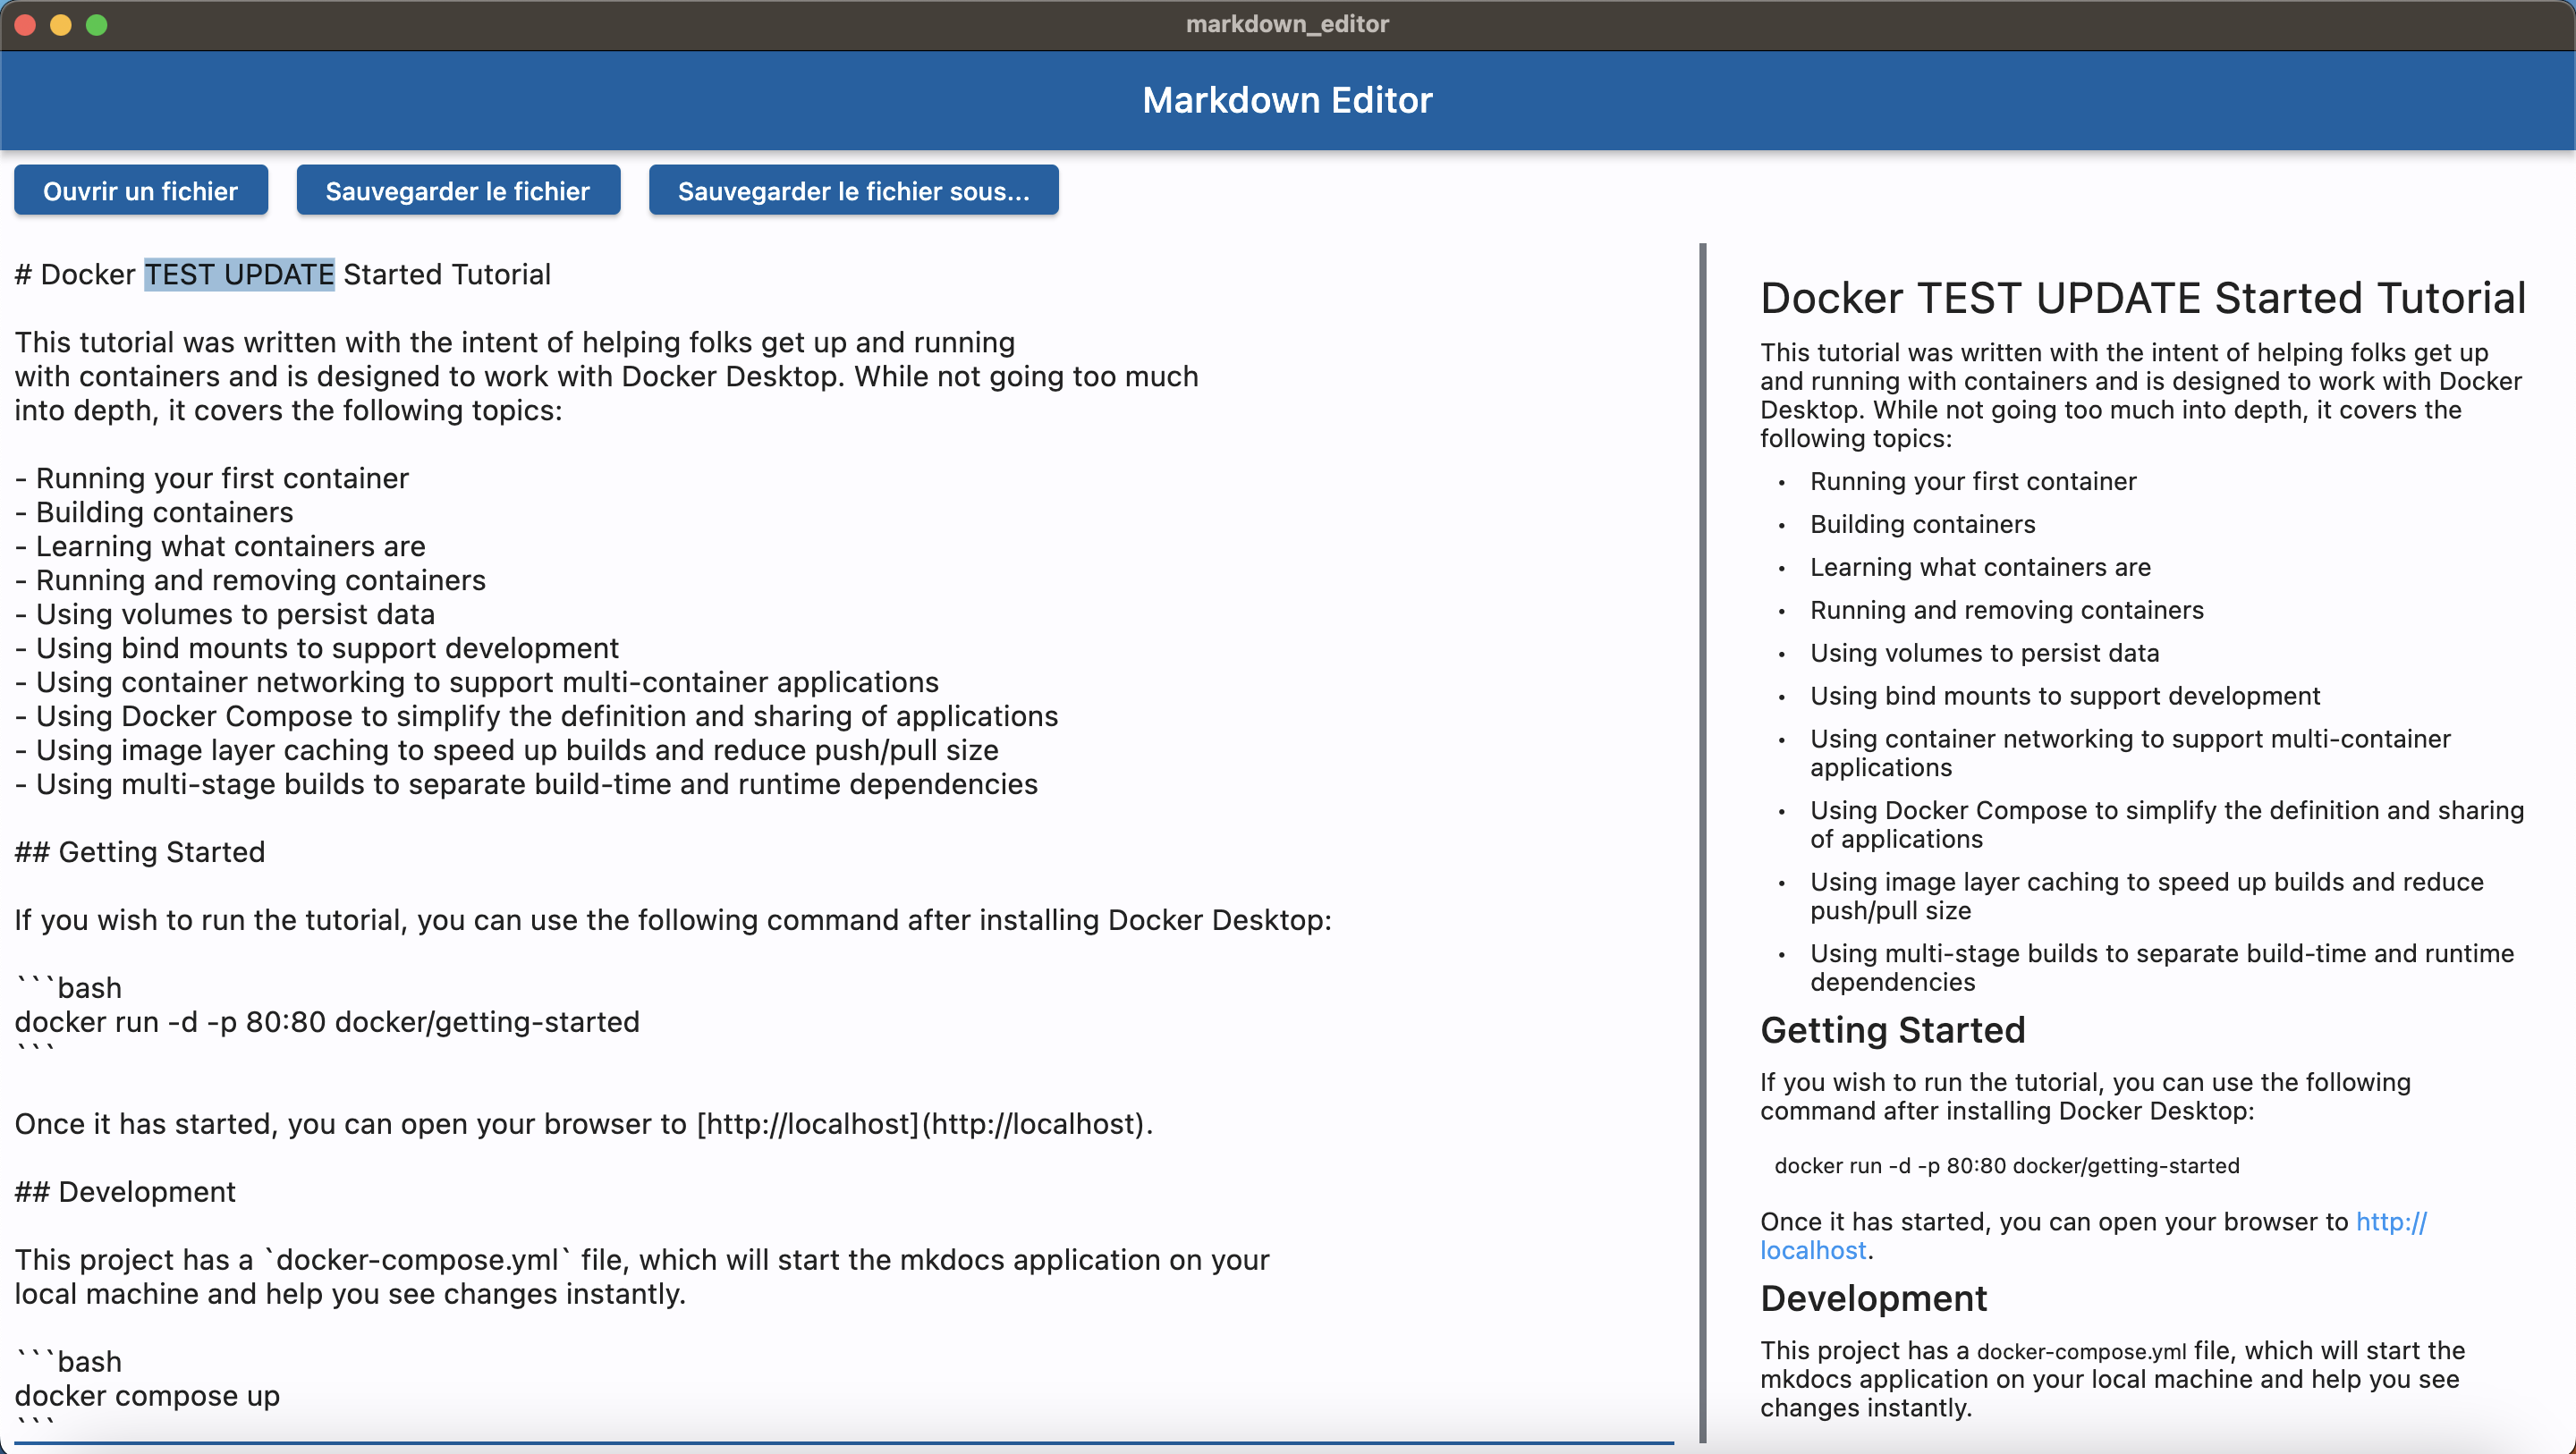 markdown_editor
Markdown Editor
Ouvrir un fichier
Sauvegarder le fichier
Sauvegarder le fichier sous...
# Docker TEST UPDATE Started Tutorial
This tutorial was written with the intent of helping folks get up and running
with containers and is designed to work with Docker Desktop. While not going too much
into depth, it covers the following topics:
- Running your first container
- Building containers
- Learning what containers are
- Running and removing containers
- Using volumes to persist data
- Using bind mounts to support development
- Using container networking to support multi-container applications
- Using Docker Compose to simplify the definition and sharing of applications
- Using image layer caching to speed up builds and reduce push/pull size
- Using multi-stage builds to separate build-time and runtime dependencies
## Getting Started
If you wish to run the tutorial, you can use the following command after installing Docker Desktop:
```bash
docker run -d -p 80:80 docker/getting-started
```
Once it has started, you can open your browser to [http://localhost](http://localhost).
## Development
This project has a `docker-compose.yml` file, which will start the mkdocs application on your
local machine and help you see changes instantly.
```bash
docker compose up
```
Docker TEST UPDATE Started Tutorial
This tutorial was written with the intent of helping folks get up
and running with containers and is designed to work with Docker
Desktop. While not going too much into depth, it covers the
following topics:
• Running your first container
• Building containers
• Learning what containers are
• Running and removing containers
• Using volumes to persist data
• Using bind mounts to support development
• Using container networking to support multi-container
applications
• Using Docker Compose to simplify the definition and sharing
of applications
• Using image layer caching to speed up builds and reduce
push/pull size
• Using multi-stage builds to separate build-time and runtime
dependencies
Getting Started
If you wish to run the tutorial, you can use the following
command after installing Docker Desktop:
docker run -d -p 80:80 docker/getting-started
Once it has started, you can open your browser to http://
localhost.
Development
This project has a docker-compose.yml file, which will start the
mkdocs application on your local machine and help you see
changes instantly.